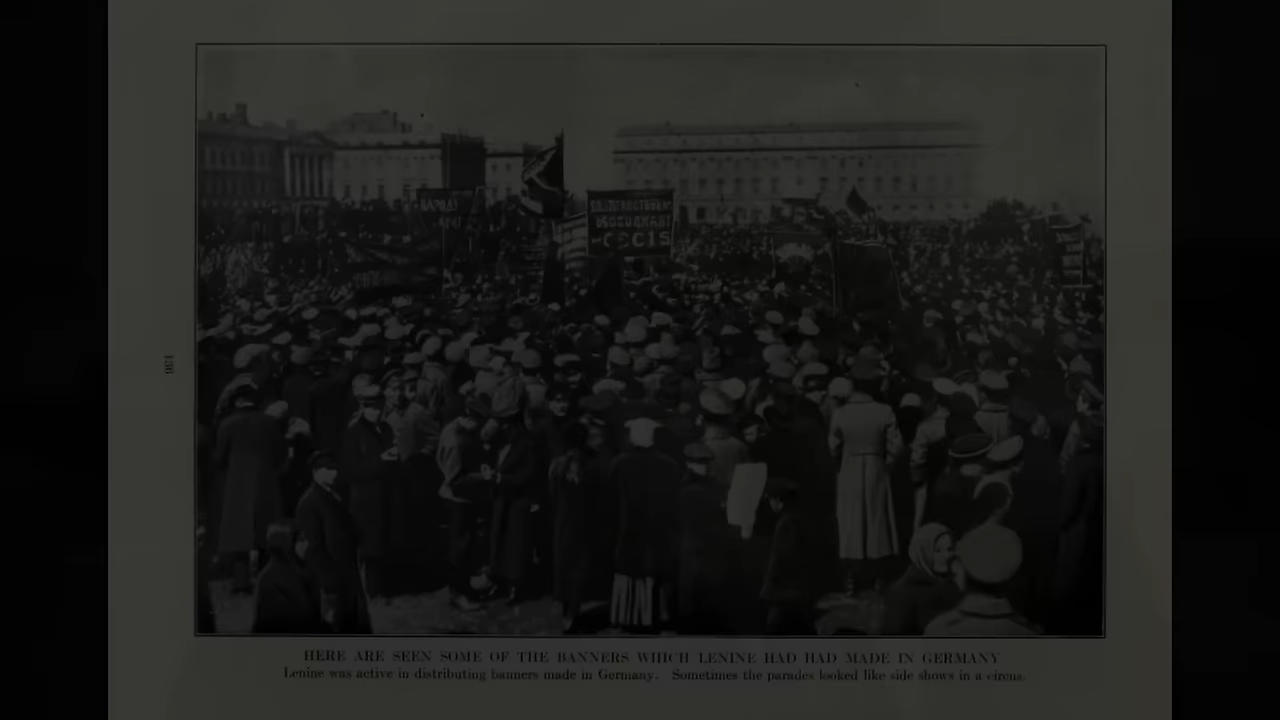 НАРОДА
HERE ARE SEEN SOME OF THE BANNERS WHICH LENINE HAD HAD MADE IN GERMANY
Lenine was active in distributing banners made in Germany. Sometimes the parades looked like side shows in a circus.